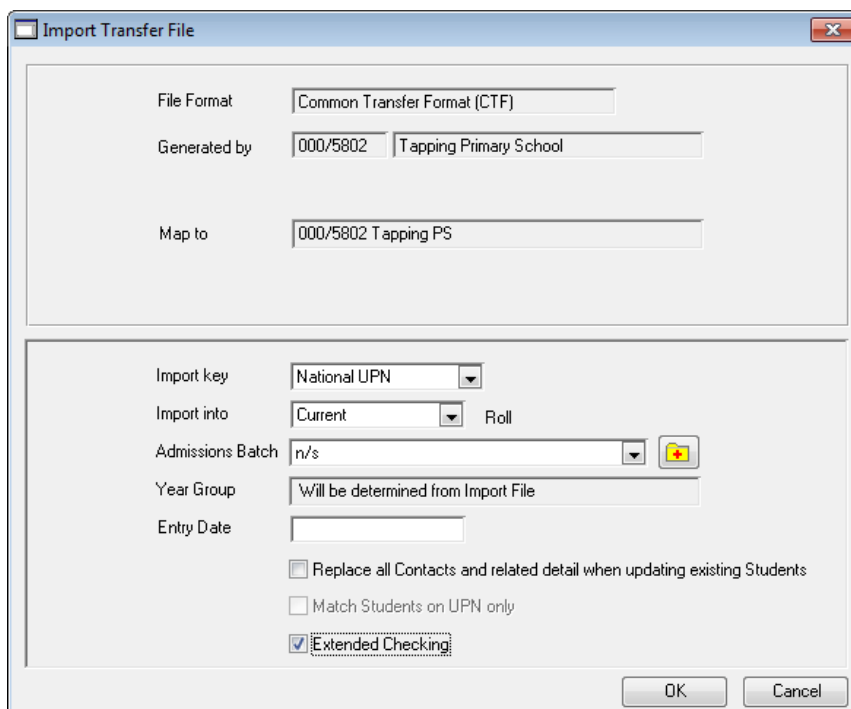 Import Transfer File
File Format Common Transfer Format (CTF)
Generated by 000/5802 Tapping Primary School
Map to 000/5802 Tapping PS
Import key National UPN
Import into Current Roll
Admissions Batch n/s
Year Group Will be determined from Import File
Entry Date
Replace all Contacts and related detail when updating existing Students
Match Students on UPN only
Extended Checking
OK Cancel